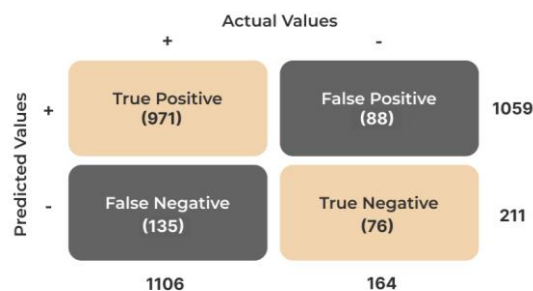 Actual Values
+ -
Predicted Values
+
True Positive
(971)
False Positive
(88)
1059
-
False Negative
(135)
True Negative
(76)
211
1106
164